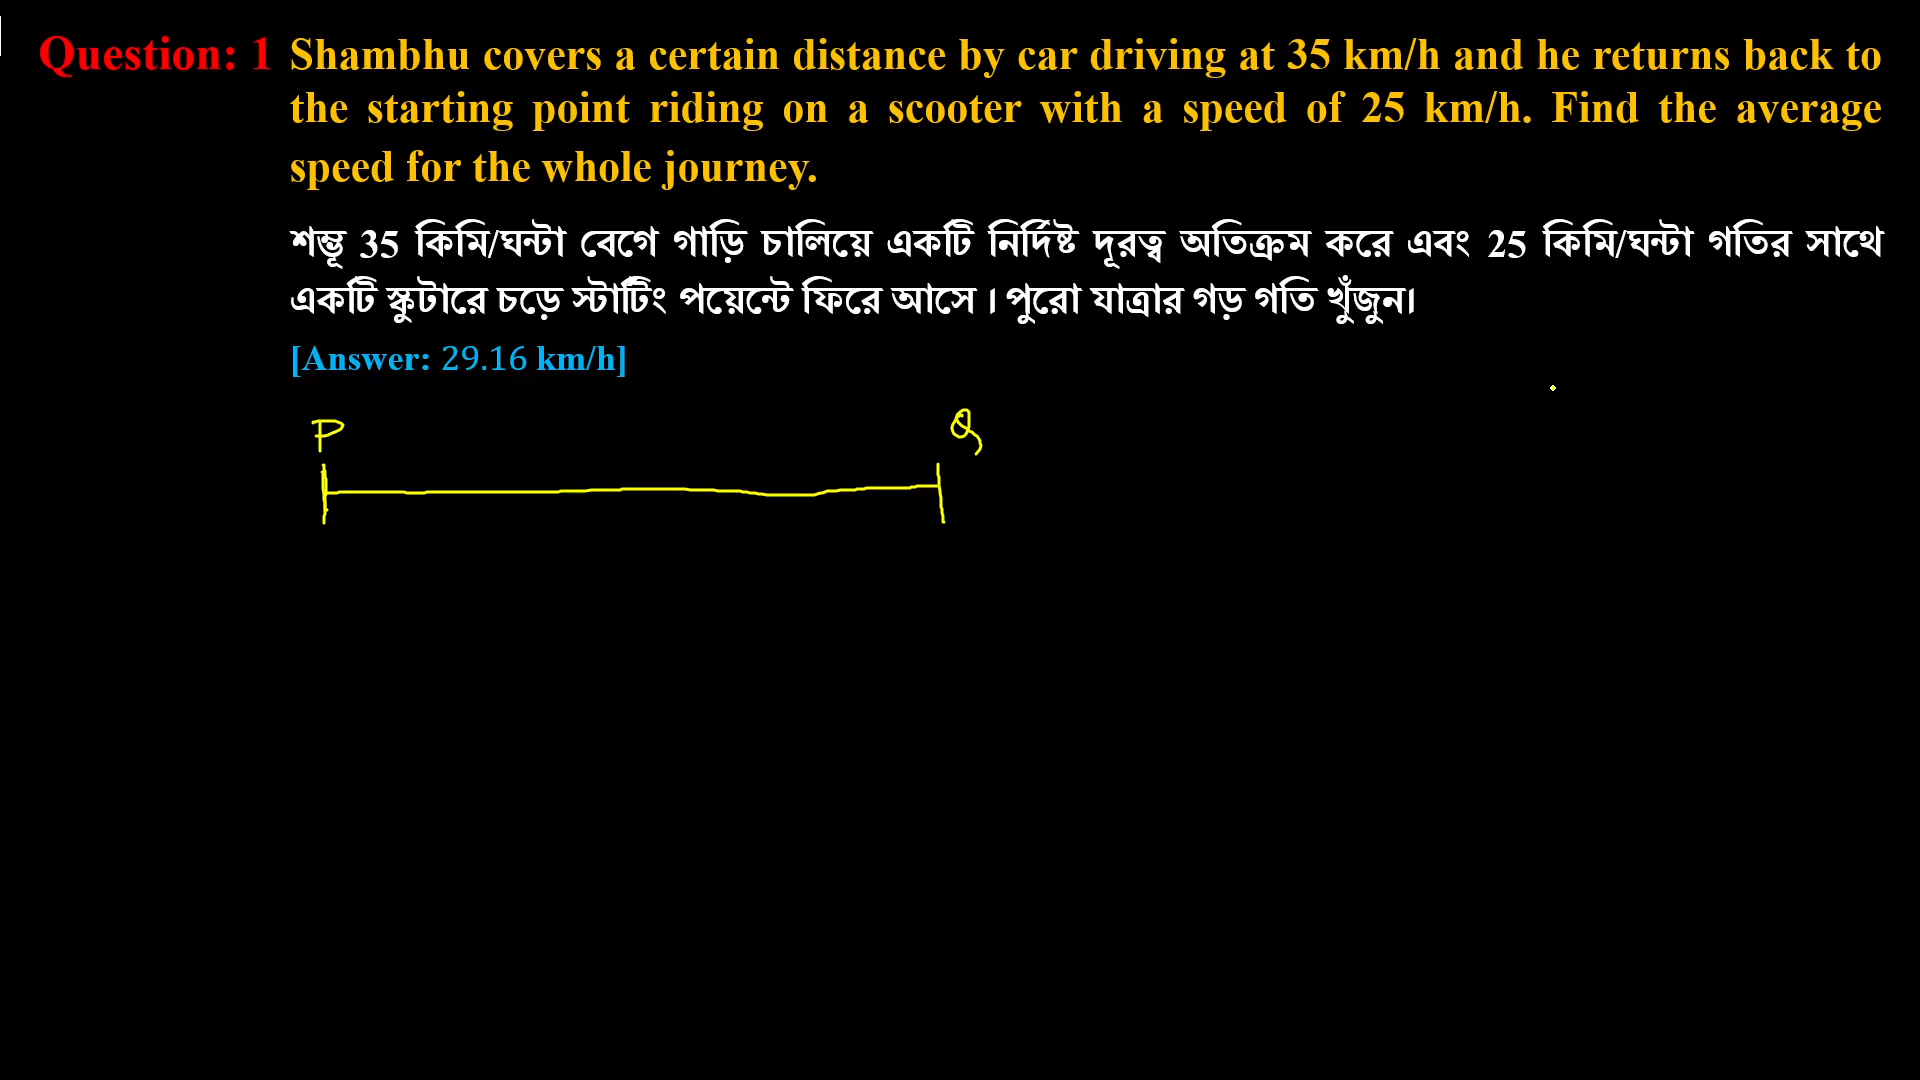 Question: 1 Shambhu covers a certain distance by car driving at 35 km/h and he returns back to
the starting point riding on a scooter with a speed of 25 km/h. Find the average
speed for the whole journey.
শম্ভূ 35 কিমি/ঘন্টা বেগে গাড়ি চালিয়ে একটি নির্দিষ্ট দূরত্ব অতিক্রম করে এবং 25 কিমি/ঘন্টা গতির সাথে
একটি স্কুটারে চড়ে স্টার্টিং পয়েন্টে ফিরে আসে । পুরো যাত্রার গড় গতি খুঁজুন।
[Answer: 29.16 km/h]
P Q